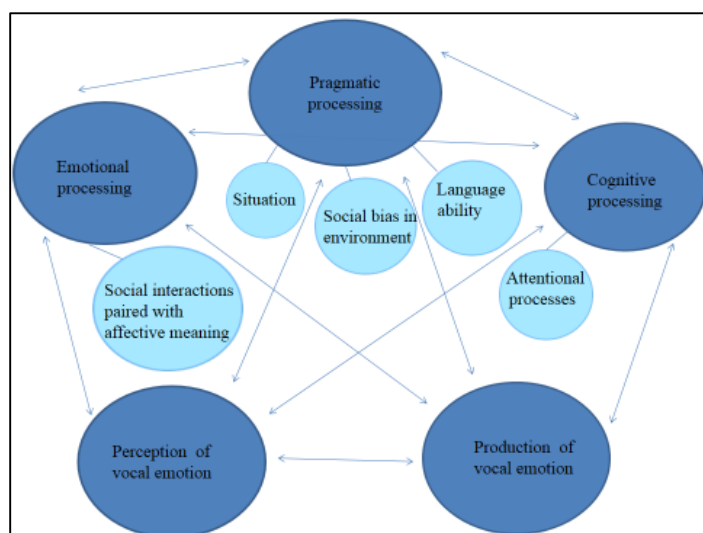 Pragmatic
processing
Emotional
processing
Cognitive
processing
Situation
Social bias in
environment
Language
ability
Attentional
processes
Social interactions
paired with
affective meaning
Perception of
vocal emotion
Production of
vocal emotion